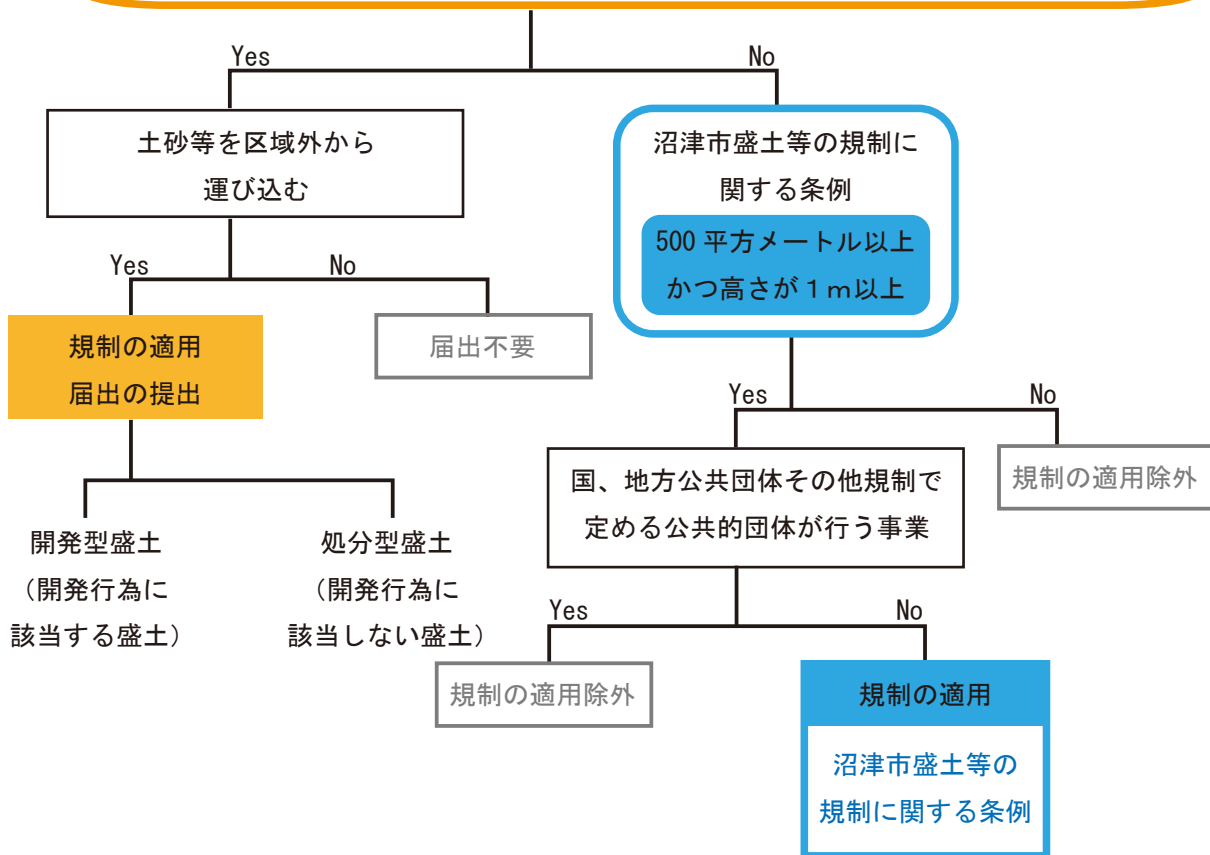 Yes
No
土砂等を区域外から
運び込む
沼津市盛土等の規制に
関する条例
500 平方メートル以上
かつ高さが１ｍ以上
Yes
No
規制の適用
届出の提出
届出不要
Yes
No
開発型盛土
（開発行為に
該当する盛土）
処分型盛土
（開発行為に
該当しない盛土）
国、地方公共団体その他規制で
定める公共的団体が行う事業
規制の適用除外
Yes
No
規制の適用除外
規制の適用
沼津市盛土等の
規制に関する条例